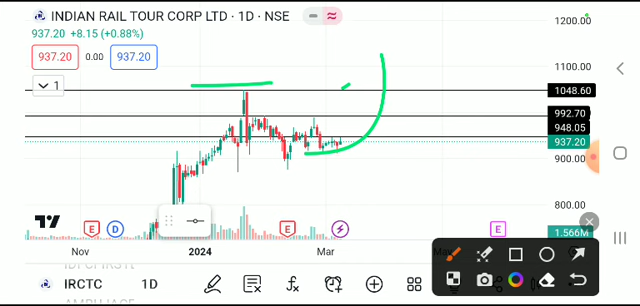 INDIAN RAIL TOUR CORP LTD · 1D · NSE
937.20 +8.15 (+0.88%)
937.20 0.00 937.20
1
1200.00
1100.00
1048.60
992.70
948.05
937.20
900.00
800.00
1.566M
E D E E
Nov 2024 Mar
IRCTC 1D